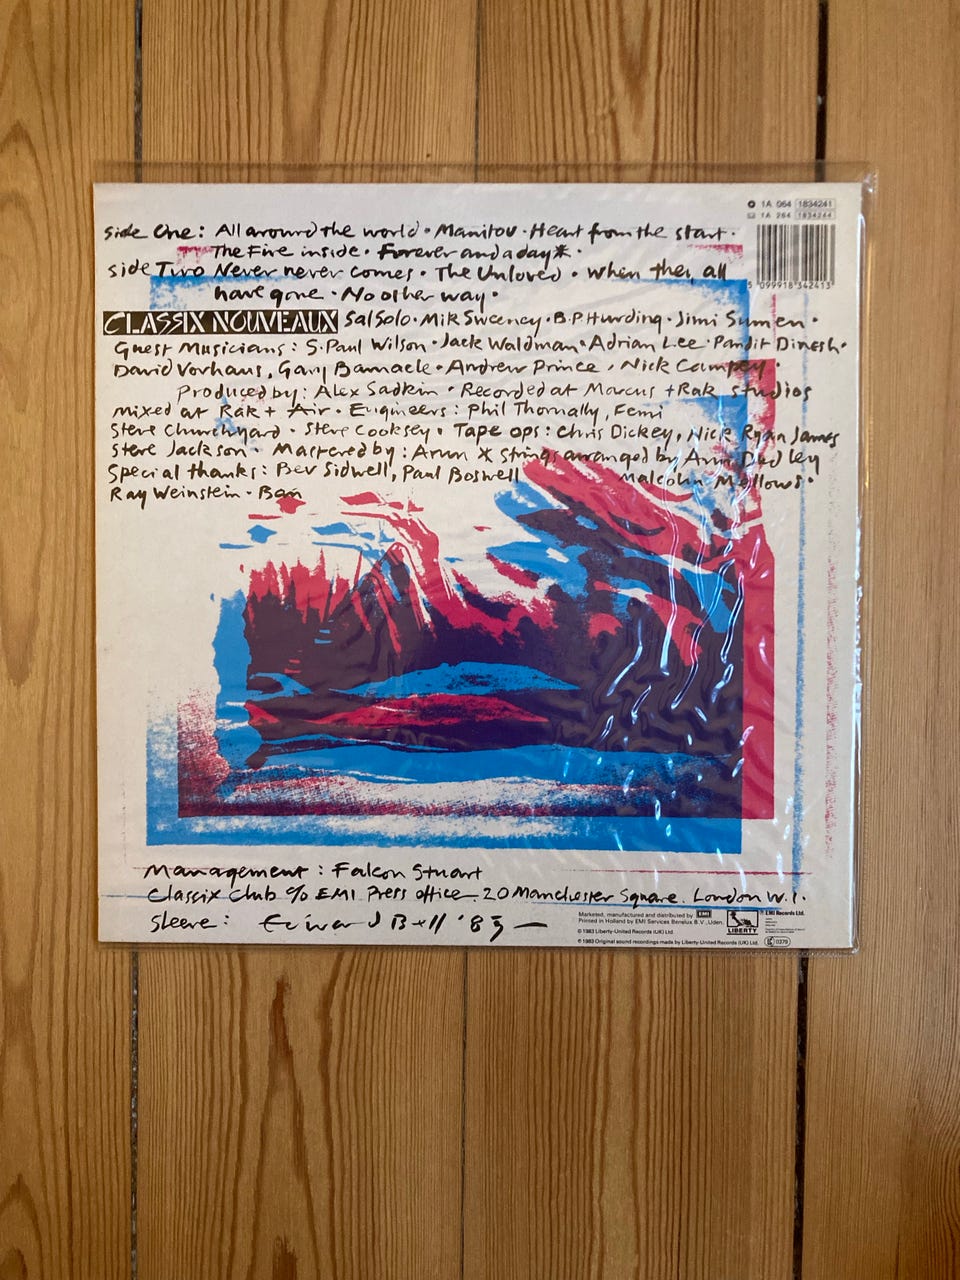 1A 064 1834241
1A 264 1834244
side One: All around the world • Manitou • Heart from the start •
The Fire inside • Forever and a day* •
side Two Never never comes • The Unloved • When they all
have gone • No other way •
5 099918 342413
CLASSIX NOUVEAUX Sal Solo • Mik Sweeney • B.P Hurding • Jimi Sumen •
Guest Musicians: S. Paul Wilson • Jack Waldman • Adrian Lee • Pandit Dinesh •
David Vorhaus, Gary Barnacle • Andrew Prince, Nick Campey.
Produced by: Alex Sadkin • Recorded at Marcus + Rak studios
Mixed at Rak + Air • Engineers: Phil Thornally, Femi
Steve Churchyard • Steve Cooksey • Tape ops: Chris Dickey, Nick Ryan James
Steve Jackson • Mastered by: Arun * Strings arranged by Ann Dudley
Special thanks: Bev Sidwell, Paul Boswell Malcolm Mellows •
Ray Weinstein • Ban
Management: Falcon Stuart
Classix Club c/o EMI Press office. 20 Manchester Square. London W.1.
Sleeve: Edward Bell '83
Marketed, manufactured and distributed by EMI
Printed in Holland by EMI Services Benelux B.V., Uden.
© 1983 Liberty-United Records (UK) Ltd.
℗ 1983 Original sound recordings made by Liberty-United Records (UK) Ltd.
LIBERTY
EMI Records Ltd.
0379